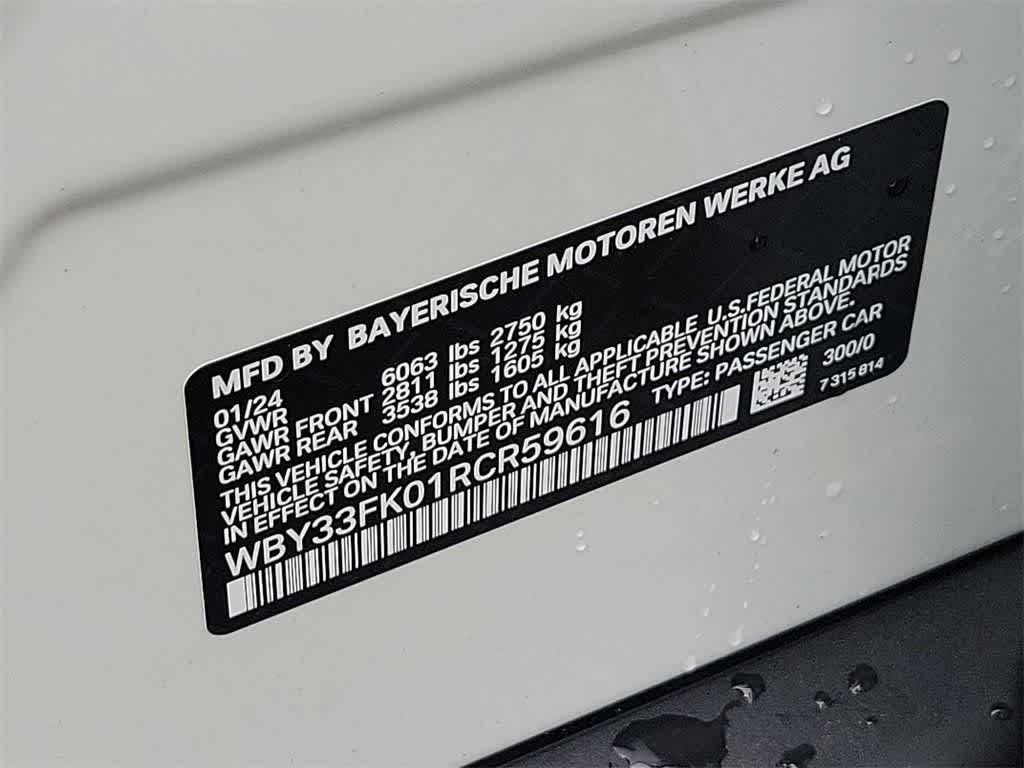 MFD BY BAYERISCHE MOTOREN WERKE AG
01/24
GVWR 6063 lbs 2750 kg
GAWR FRONT 2811 lbs 1275 kg
GAWR REAR 3538 lbs 1605 kg
THIS VEHICLE CONFORMS TO ALL APPLICABLE U.S.FEDERAL MOTOR
VEHICLE SAFETY, BUMPER AND THEFT PREVENTION STANDARDS
IN EFFECT ON THE DATE OF MANUFACTURE SHOWN ABOVE.
WBY33FK01RCR59616 TYPE: PASSENGER CAR
300/0
7315814